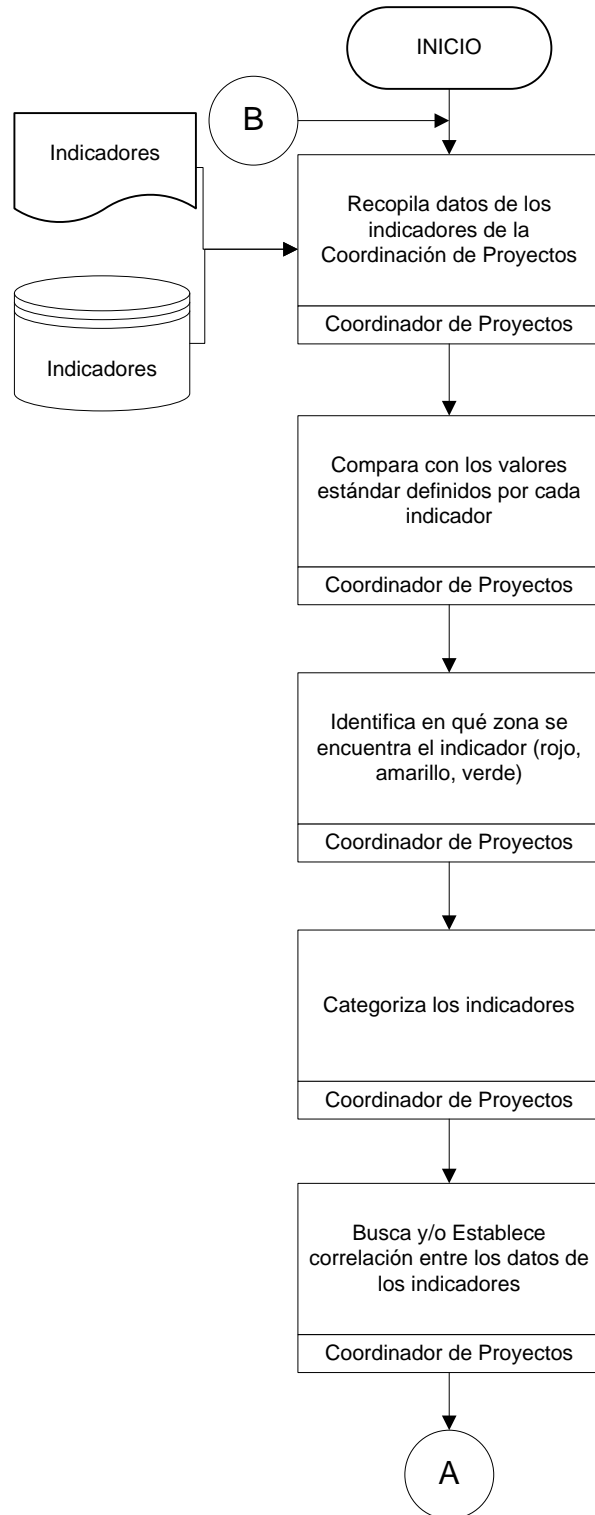 INICIO
B
Indicadores
Recopila datos de los
indicadores de la
Coordinación de Proyectos
Coordinador de Proyectos
Indicadores
Compara con los valores
estándar definidos por cada
indicador
Coordinador de Proyectos
Identifica en qué zona se
encuentra el indicador (rojo,
amarillo, verde)
Coordinador de Proyectos
Categoriza los indicadores
Coordinador de Proyectos
Busca y/o Establece
correlación entre los datos de
los indicadores
Coordinador de Proyectos
A